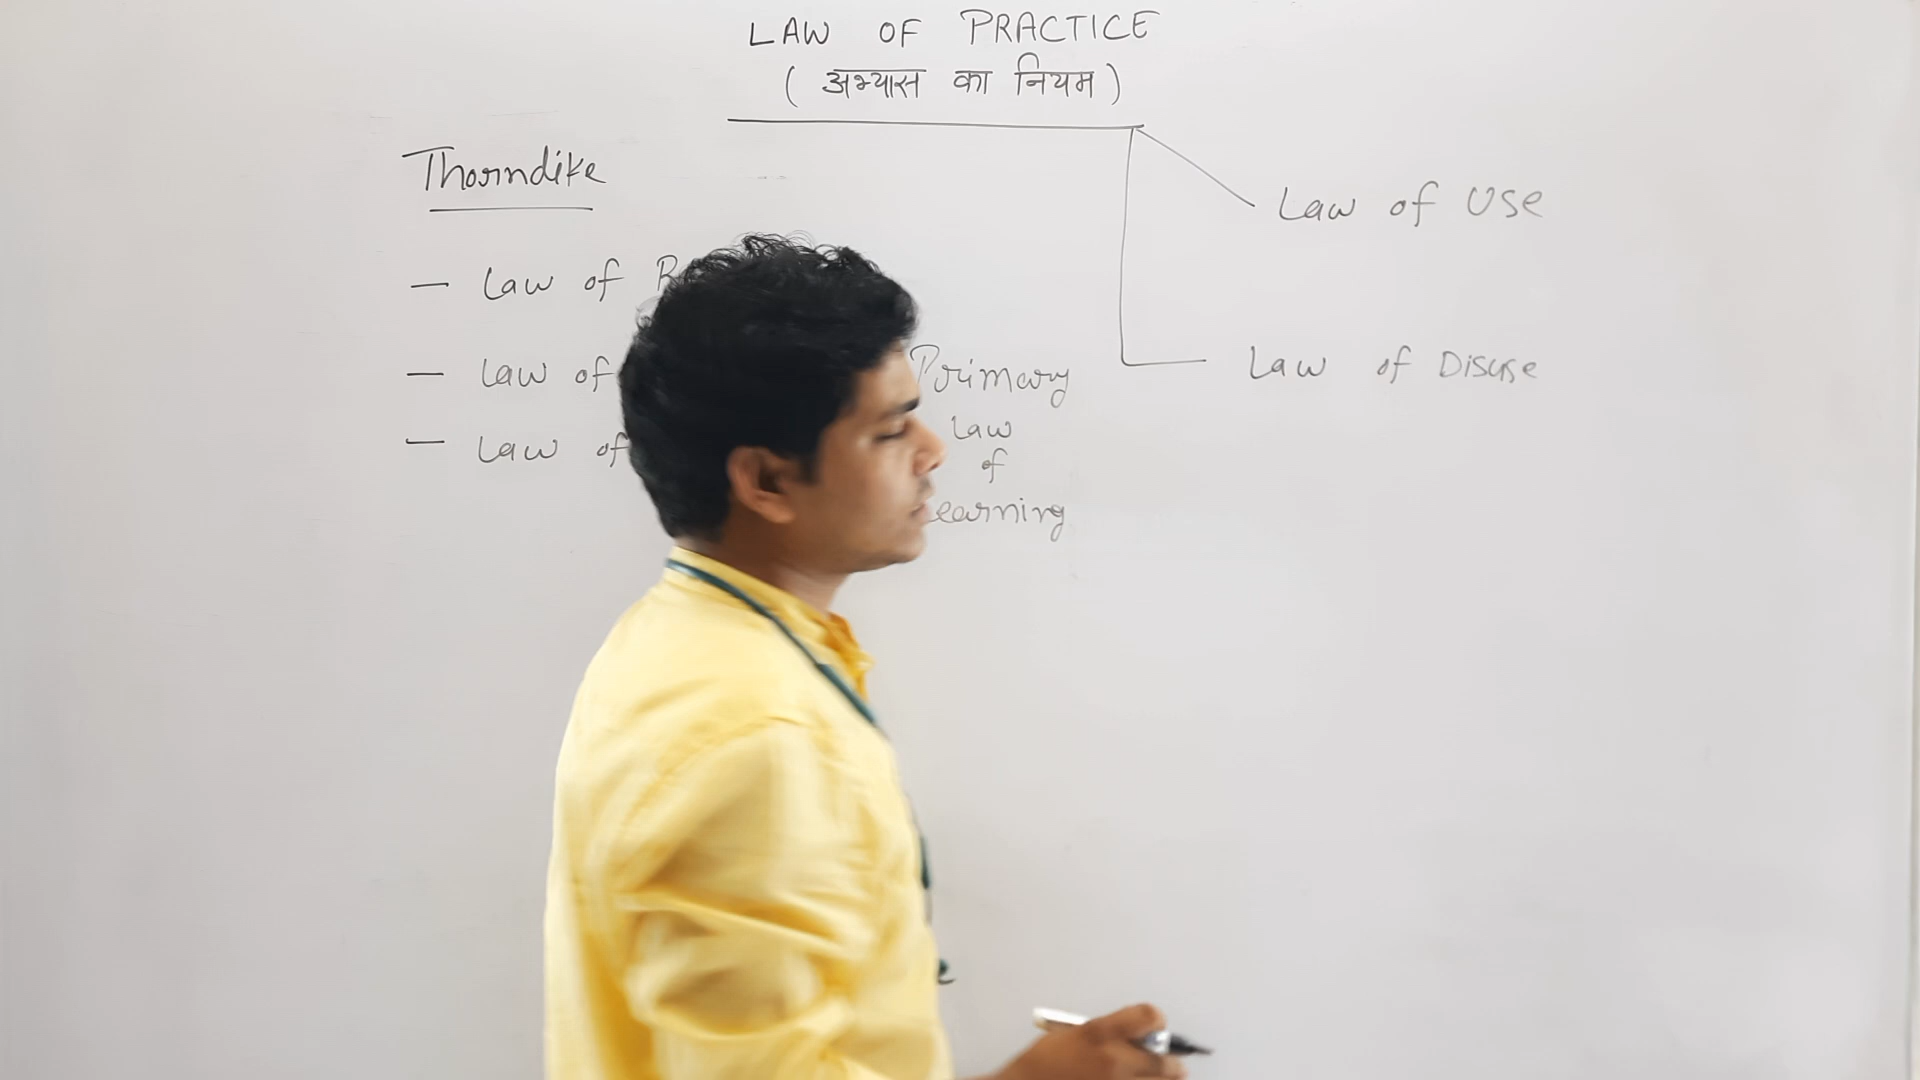 LAW OF PRACTICE
( अभ्यास का नियम )
Thorndike
— Law of
— Law of
— Law of
Primary
Law
of
Law of Use
Law of Disuse